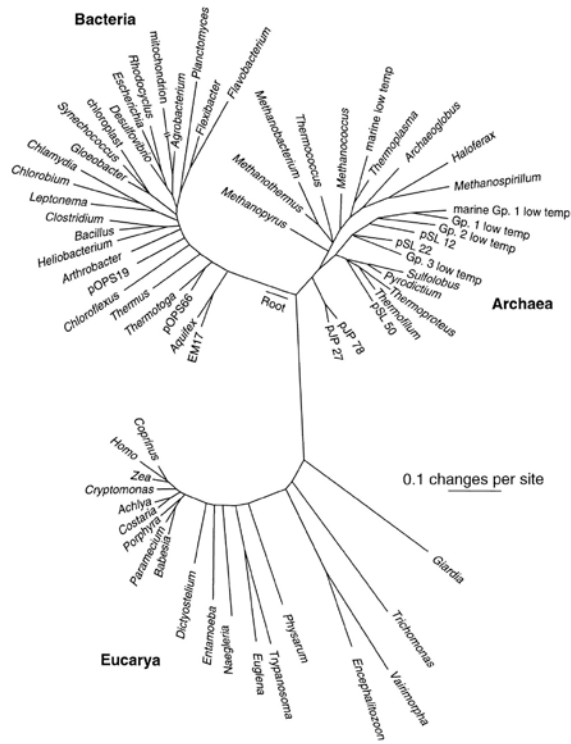 Bacteria
Planctomyces
Flavobacterium
mitochondrion
Rhodocyclus
Escherichia
Desulfovibrio
Agrobacterium
Flexibacter
chloroplast
Synechococcus
Gloeobacter
Chlamydia
Chlorobium
Leptonema
Clostridium
Bacillus
Heliobacterium
Arthrobacter
pOPS19
Chloroflexus
Thermus
Thermotoga
pOPS66
Aquifex
EM17
Root
Methanopyrus
Methanothermus
Methanobacterium
Thermococcus
Methanococcus
marine low temp
Thermoplasma
Archaeoglobus
Haloferax
Methanospirillum
marine Gp. 1 low temp
Gp. 1 low temp
Gp. 2 low temp
pSL 12
pSL 22
Gp. 3 low temp
Sulfolobus
Pyrodictium
Thermoproteus
Thermofilum
pSL 50
pJP 78
pJP 27
Archaea
0.1 changes per site
Coprinus
Homo
Zea
Cryptomonas
Achlya
Costaria
Porphyra
Paramecium
Babesia
Dictyostelium
Entamoeba
Naegleria
Euglena
Trypanosoma
Physarum
Encephalitozoon
Vairimorpha
Trichomonas
Giardia
Eucarya